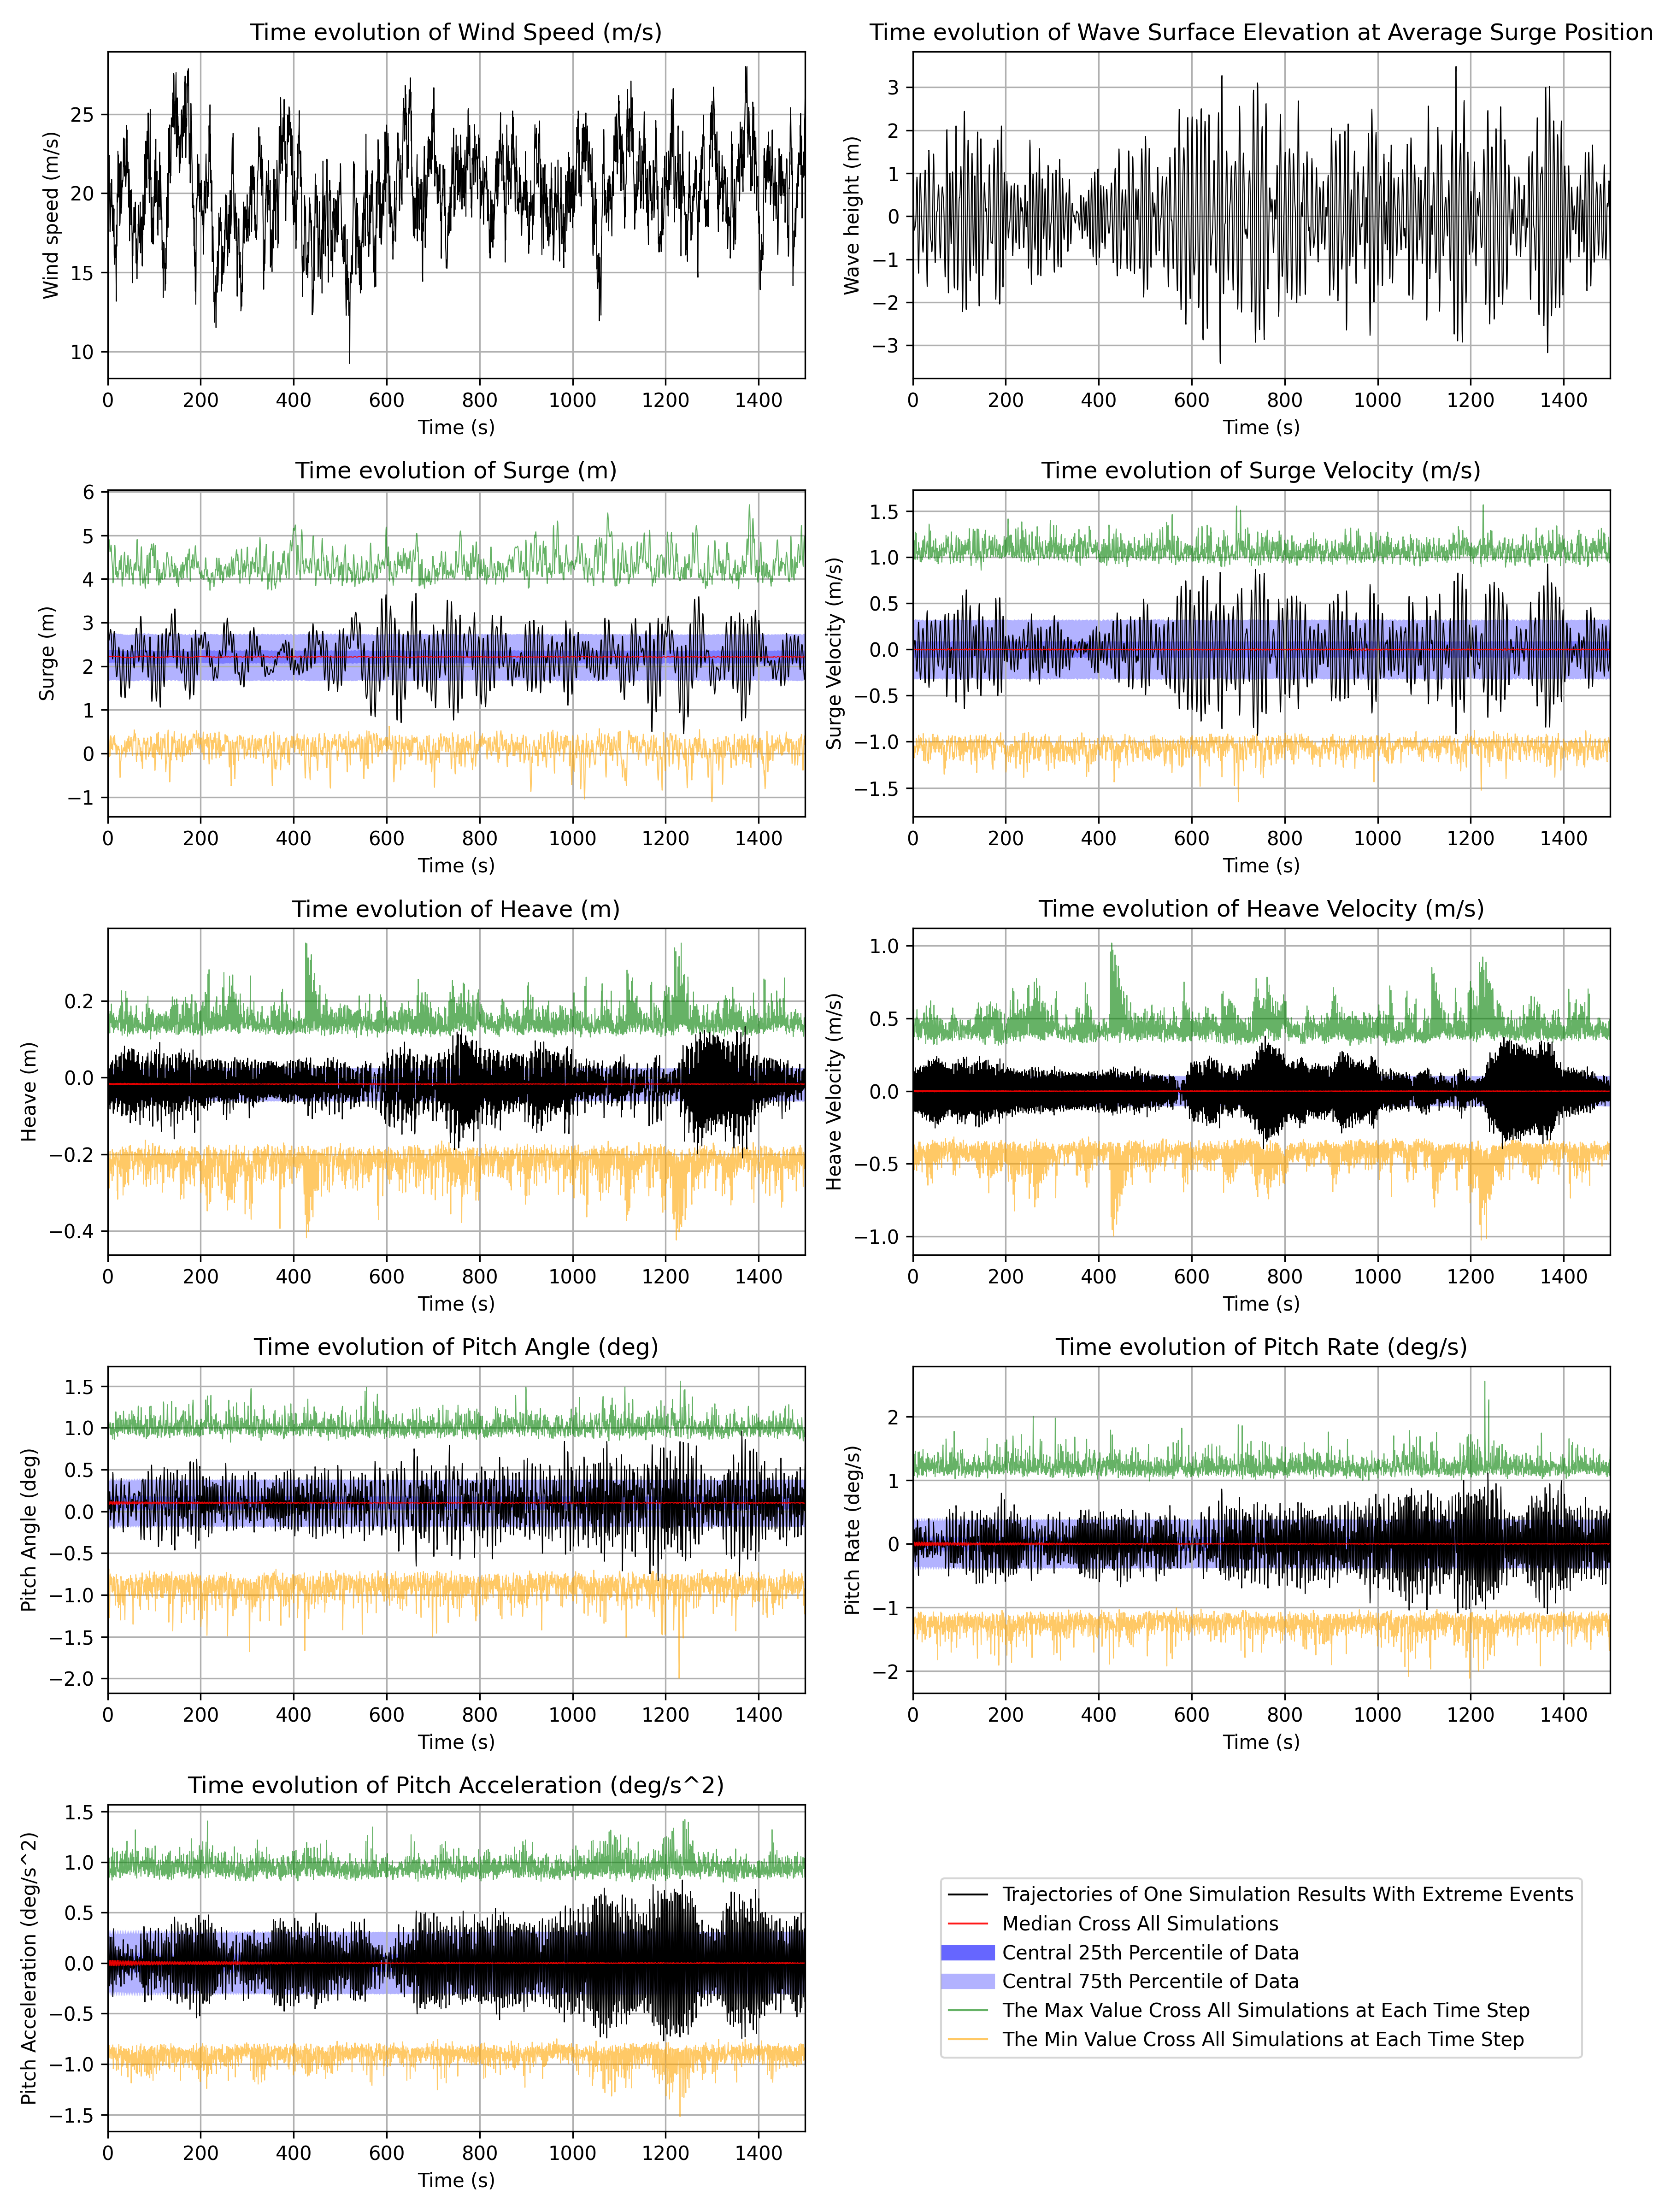 Time evolution of Wind Speed (m/s)
Wind speed (m/s)
25
20
15
10
0 200 400 600 800 1000 1200 1400
Time (s)
Time evolution of Wave Surface Elevation at Average Surge Position
Wave height (m)
3
2
1
0
−1
−2
−3
0 200 400 600 800 1000 1200 1400
Time (s)
Time evolution of Surge (m)
Surge (m)
6
5
4
3
2
1
0
−1
0 200 400 600 800 1000 1200 1400
Time (s)
Time evolution of Surge Velocity (m/s)
Surge Velocity (m/s)
1.5
1.0
0.5
0.0
−0.5
−1.0
−1.5
0 200 400 600 800 1000 1200 1400
Time (s)
Time evolution of Heave (m)
Heave (m)
0.2
0.0
−0.2
−0.4
0 200 400 600 800 1000 1200 1400
Time (s)
Time evolution of Heave Velocity (m/s)
Heave Velocity (m/s)
1.0
0.5
0.0
−0.5
−1.0
0 200 400 600 800 1000 1200 1400
Time (s)
Time evolution of Pitch Angle (deg)
Pitch Angle (deg)
1.5
1.0
0.5
0.0
−0.5
−1.0
−1.5
−2.0
0 200 400 600 800 1000 1200 1400
Time (s)
Time evolution of Pitch Rate (deg/s)
Pitch Rate (deg/s)
2
1
0
−1
−2
0 200 400 600 800 1000 1200 1400
Time (s)
Time evolution of Pitch Acceleration (deg/s^2)
Pitch Acceleration (deg/s^2)
1.5
1.0
0.5
0.0
−0.5
−1.0
−1.5
0 200 400 600 800 1000 1200 1400
Time (s)
Trajectories of One Simulation Results With Extreme Events
Median Cross All Simulations
Central 25th Percentile of Data
Central 75th Percentile of Data
The Max Value Cross All Simulations at Each Time Step
The Min Value Cross All Simulations at Each Time Step